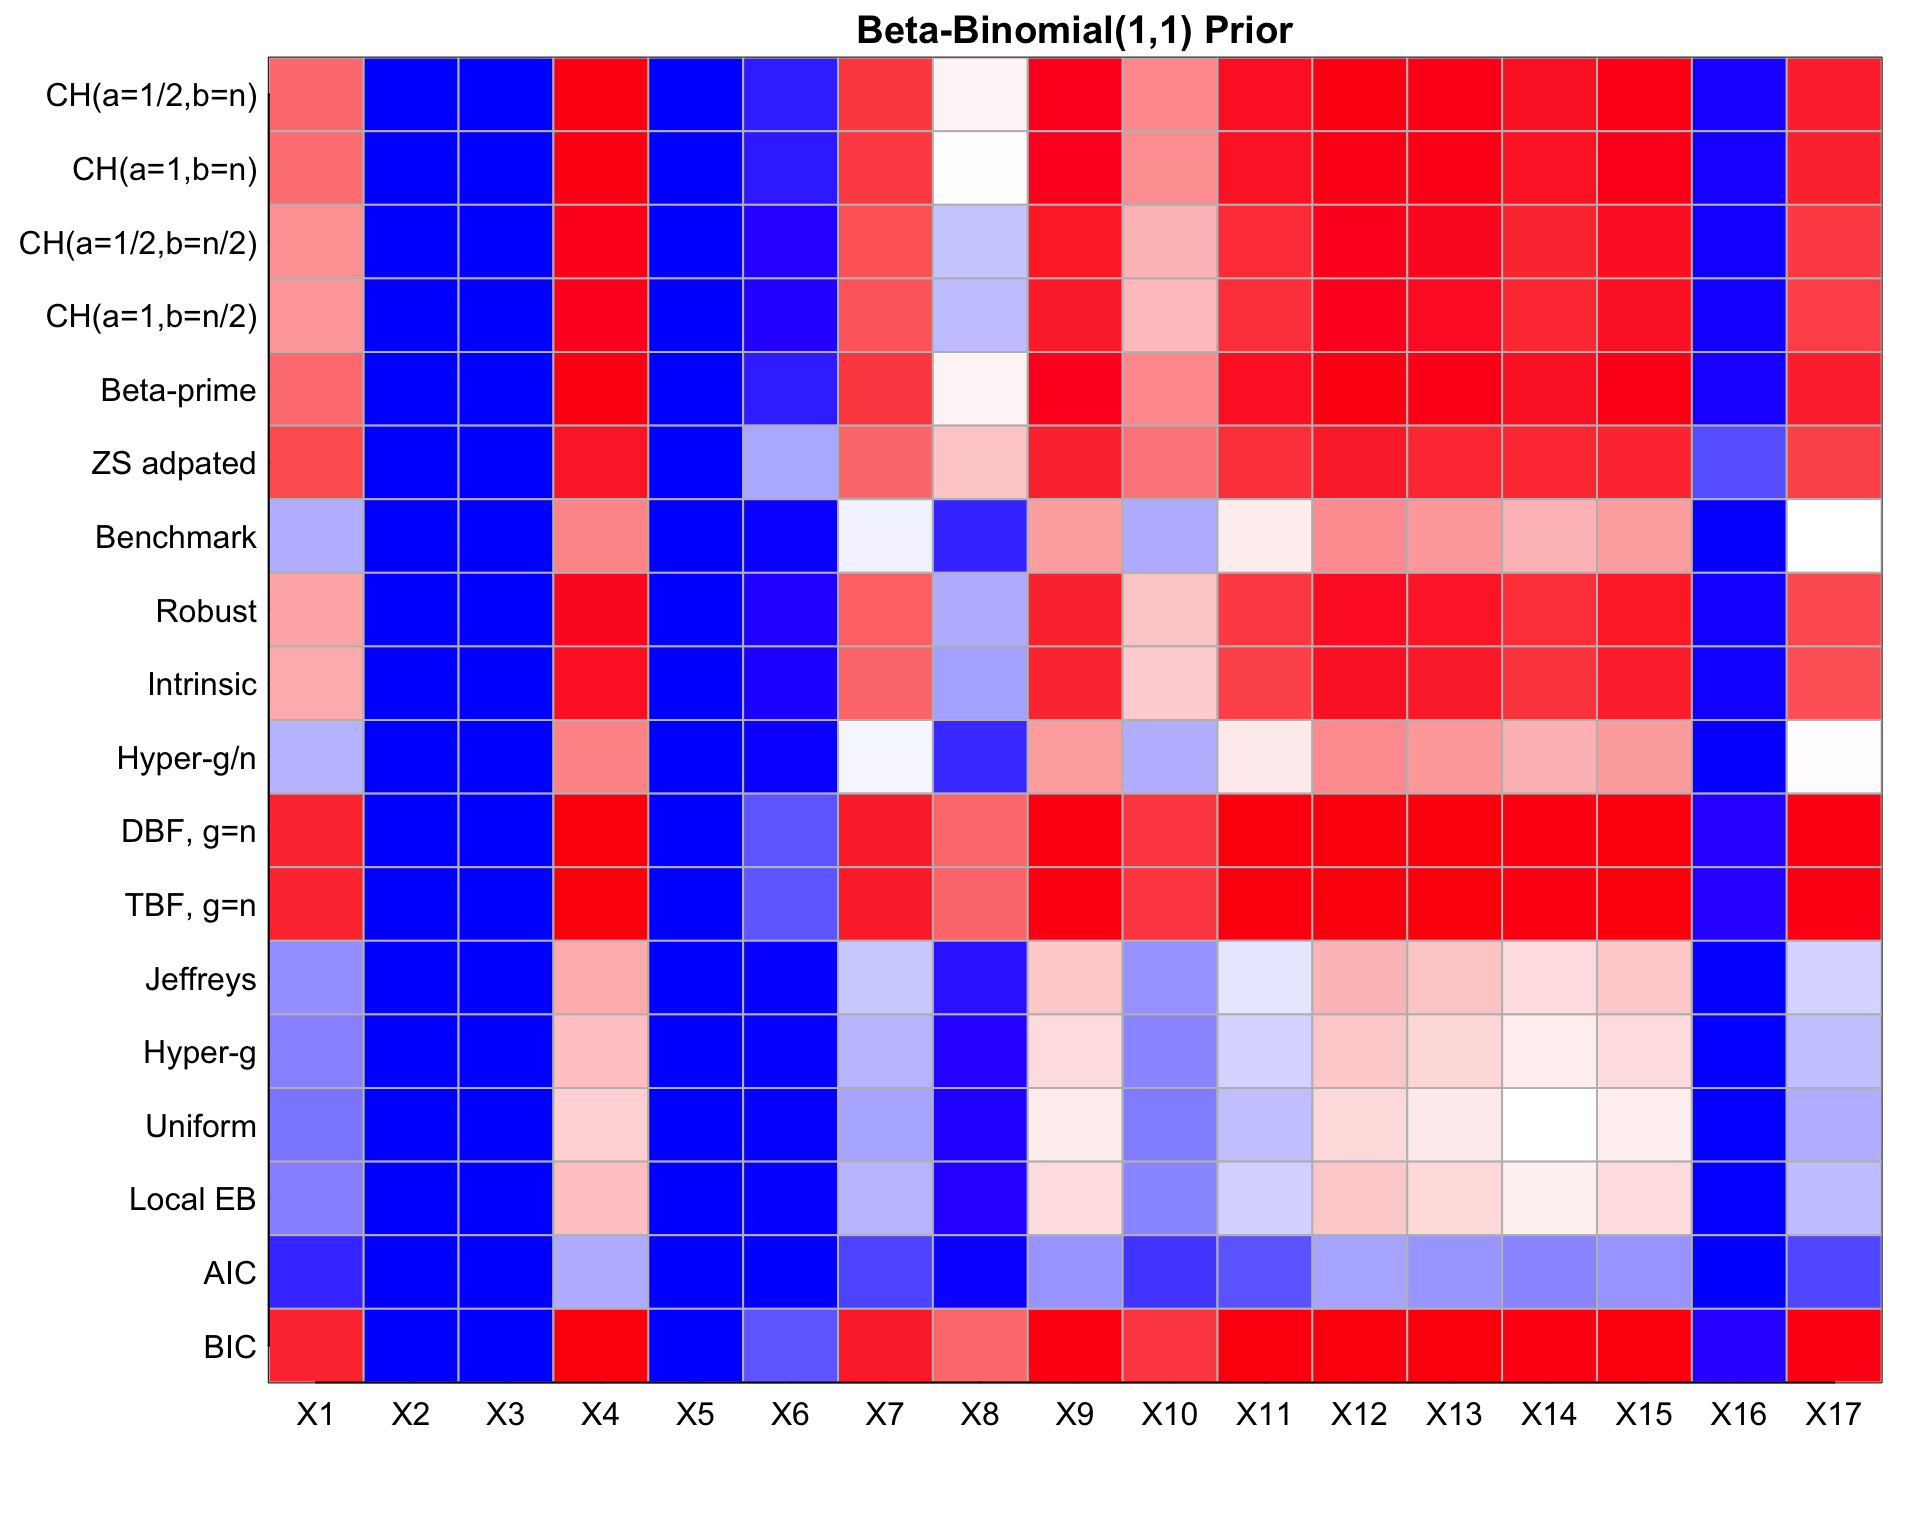 Beta-Binomial(1,1) Prior
CH(a=1/2,b=n)
CH(a=1,b=n)
CH(a=1/2,b=n/2)
CH(a=1,b=n/2)
Beta-prime
ZS adpated
Benchmark
Robust
Intrinsic
Hyper-g/n
DBF, g=n
TBF, g=n
Jeffreys
Hyper-g
Uniform
Local EB
AIC
BIC
X1 X2 X3 X4 X5 X6 X7 X8 X9 X10 X11 X12 X13 X14 X15 X16 X17